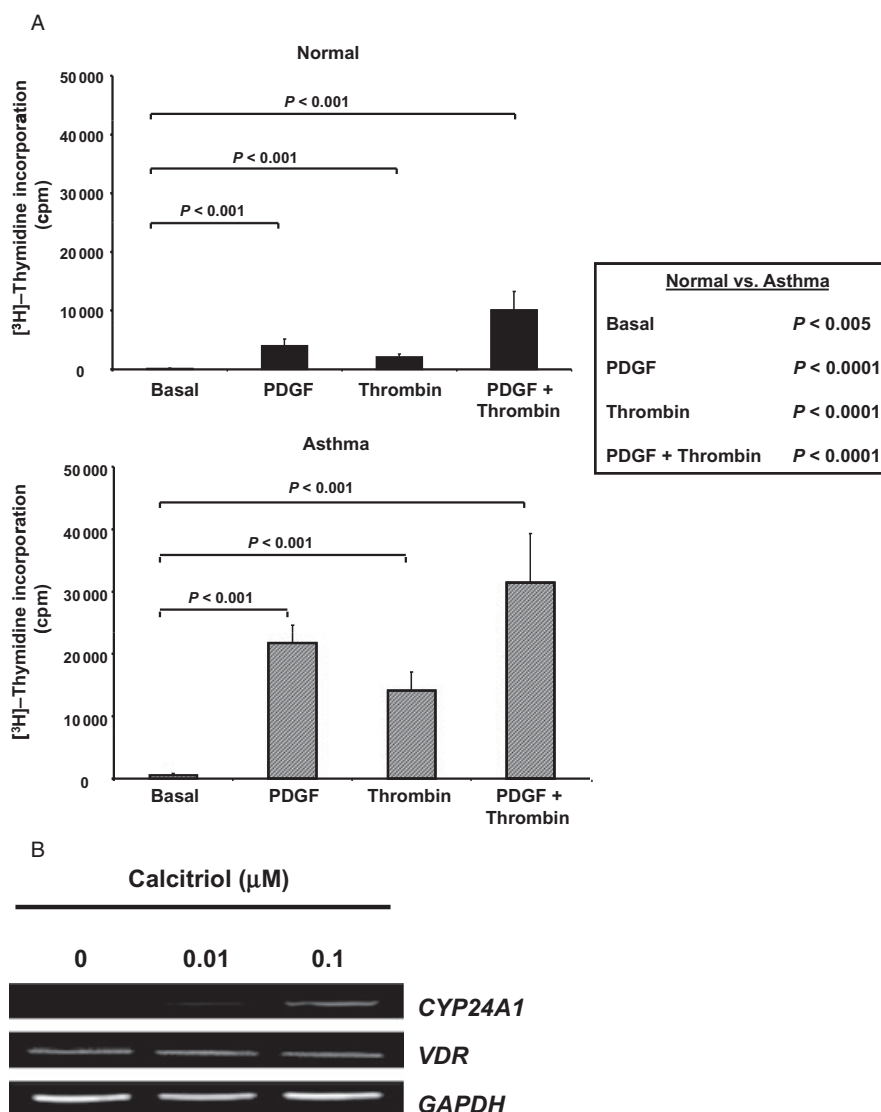 A
Normal
[³H]–Thymidine incorporation
(cpm)
50 000
40 000
30 000
20 000
10 000
0
P < 0.001
P < 0.001
P < 0.001
Basal
PDGF
Thrombin
PDGF +
Thrombin
Normal vs. Asthma
Basal P < 0.005
PDGF P < 0.0001
Thrombin P < 0.0001
PDGF + Thrombin P < 0.0001
Asthma
[³H]–Thymidine incorporation
(cpm)
50 000
40 000
30 000
20 000
10 000
0
P < 0.001
P < 0.001
P < 0.001
Basal
PDGF
Thrombin
PDGF +
Thrombin
B
Calcitriol (µM)
0 0.01 0.1
CYP24A1
VDR
GAPDH